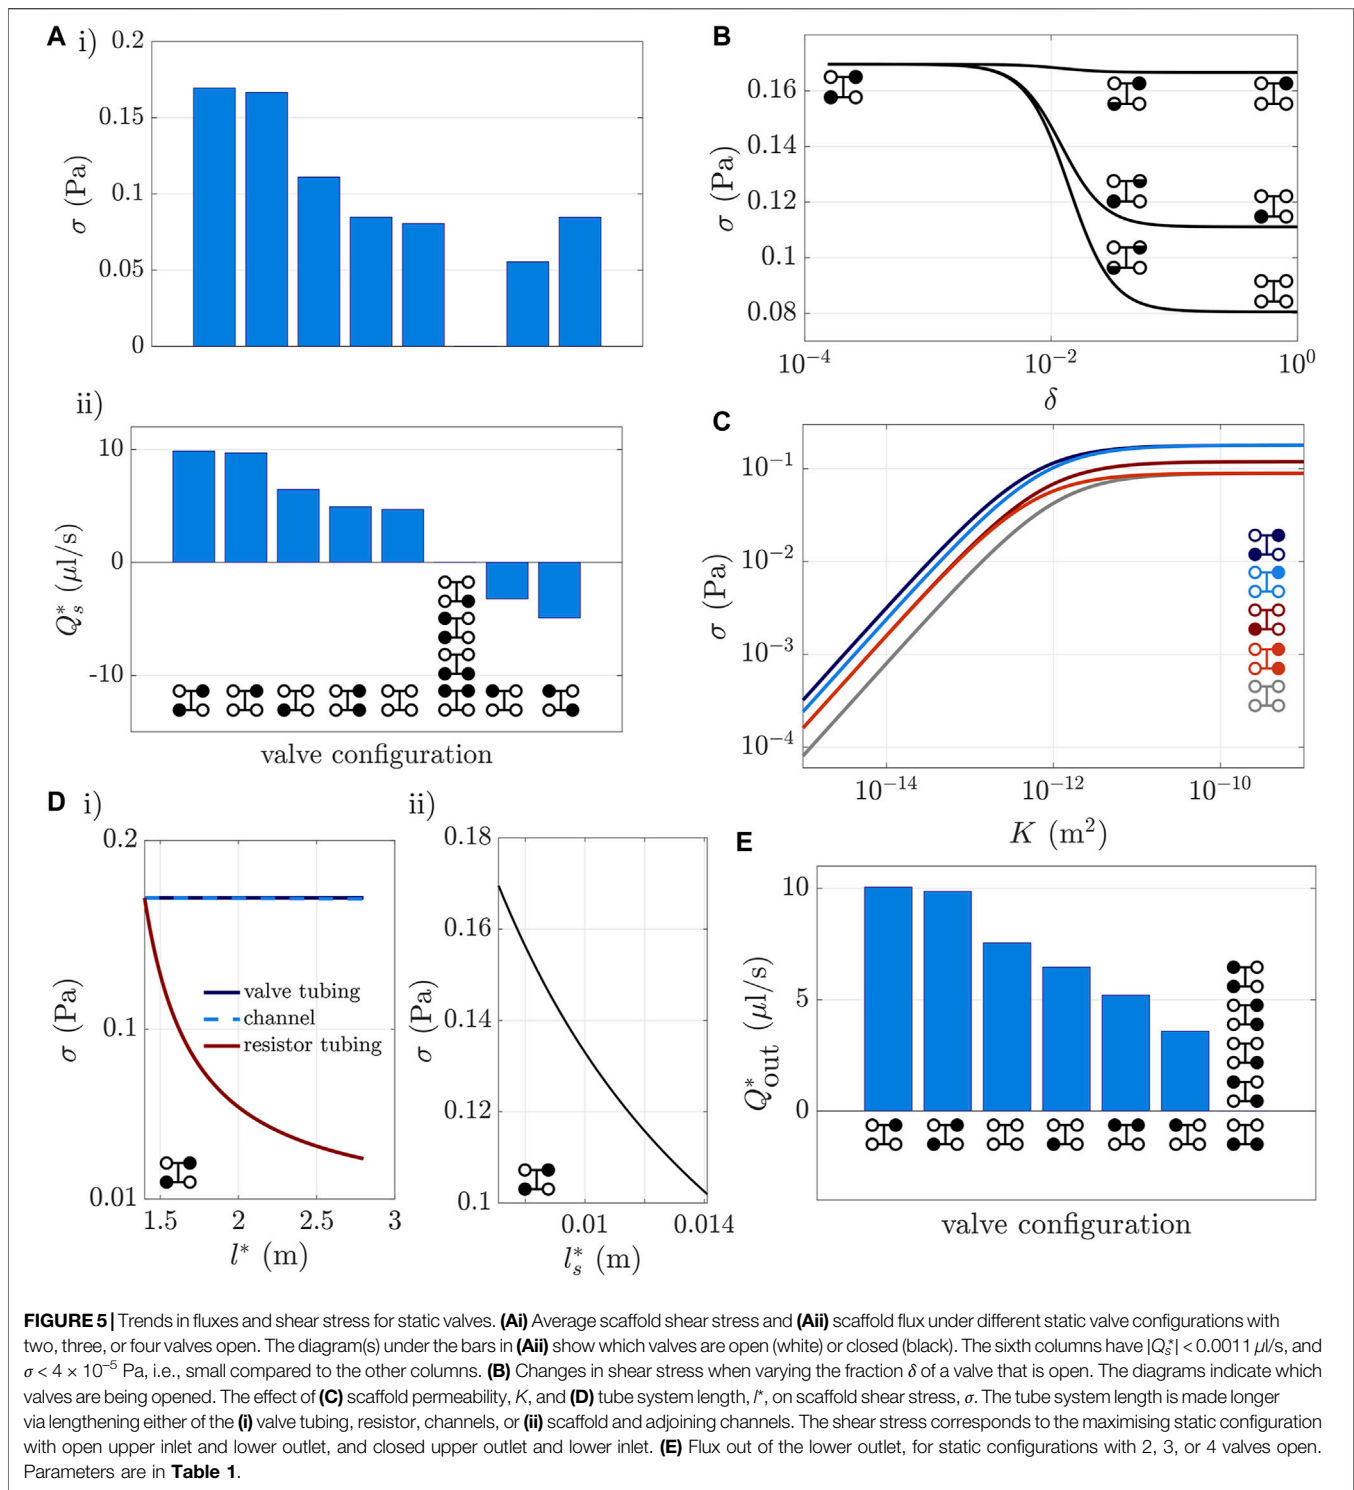 A i)
0.2
0.15
0.1
0.05
0
σ (Pa)
ii)
10
0
-10
Q*s (μl/s)
valve configuration
B
0.16
0.14
0.12
0.1
0.08
σ (Pa)
10−4 10−2 100
δ
C
10−1
10−2
10−3
10−4
σ (Pa)
10−14 10−12 10−10
K (m2)
D i)
0.2
0.1
0.01
σ (Pa)
valve tubing
channel
resistor tubing
1.5 2 2.5 3
l* (m)
ii)
0.18
0.16
0.14
0.12
0.1
σ (Pa)
0.01 0.014
l*s (m)
E
10
5
0
Q*out (μl/s)
valve configuration
FIGURE 5 | Trends in fluxes and shear stress for static valves. (Ai) Average scaffold shear stress and (Aii) scaffold flux under different static valve configurations with
two, three, or four valves open. The diagram(s) under the bars in (Aii) show which valves are open (white) or closed (black). The sixth columns have |Q*s| < 0.0011 μl/s, and
σ < 4 × 10−5 Pa, i.e., small compared to the other columns. (B) Changes in shear stress when varying the fraction δ of a valve that is open. The diagrams indicate which
valves are being opened. The effect of (C) scaffold permeability, K, and (D) tube system length, l*, on scaffold shear stress, σ. The tube system length is made longer
via lengthening either of the (i) valve tubing, resistor, channels, or (ii) scaffold and adjoining channels. The shear stress corresponds to the maximising static configuration
with open upper inlet and lower outlet, and closed upper outlet and lower inlet. (E) Flux out of the lower outlet, for static configurations with 2, 3, or 4 valves open.
Parameters are in Table 1.